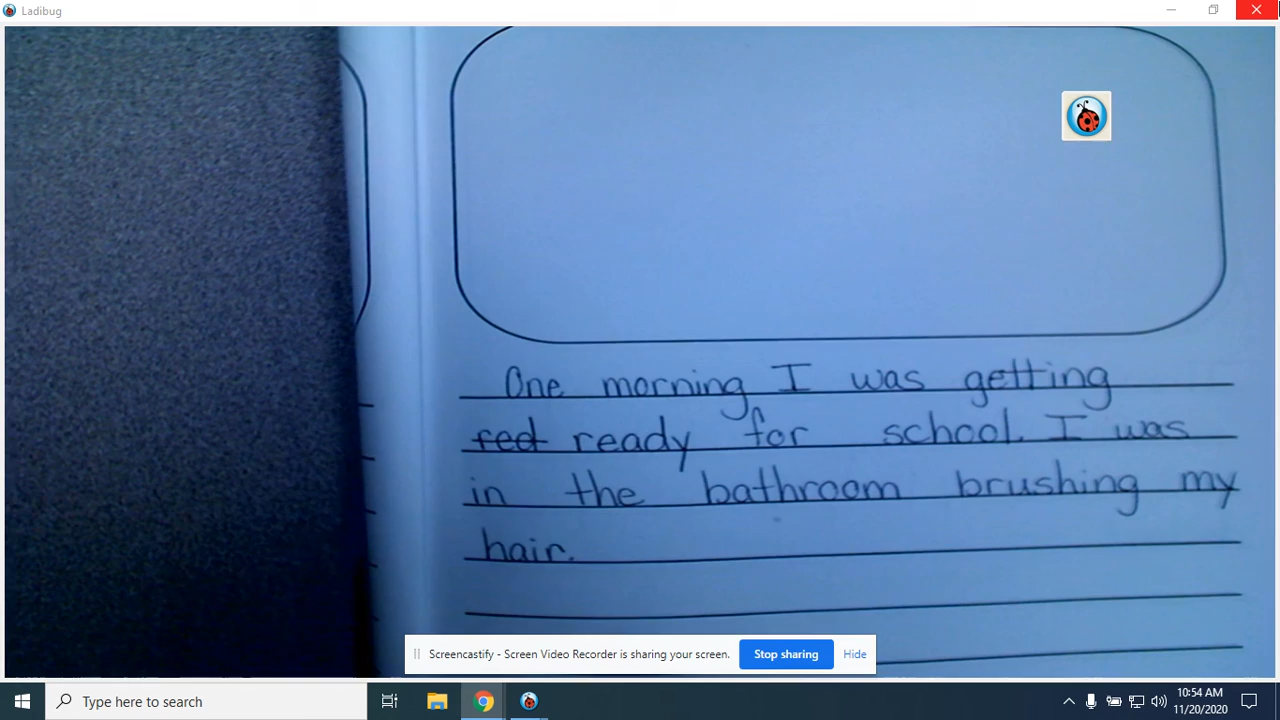 Ladibug
One morning I was getting
red ready for school. I was
in the bathroom brushing my
hair.
Screencastify - Screen Video Recorder is sharing your screen. Stop sharing Hide
Type here to search
10:54 AM
11/20/2020